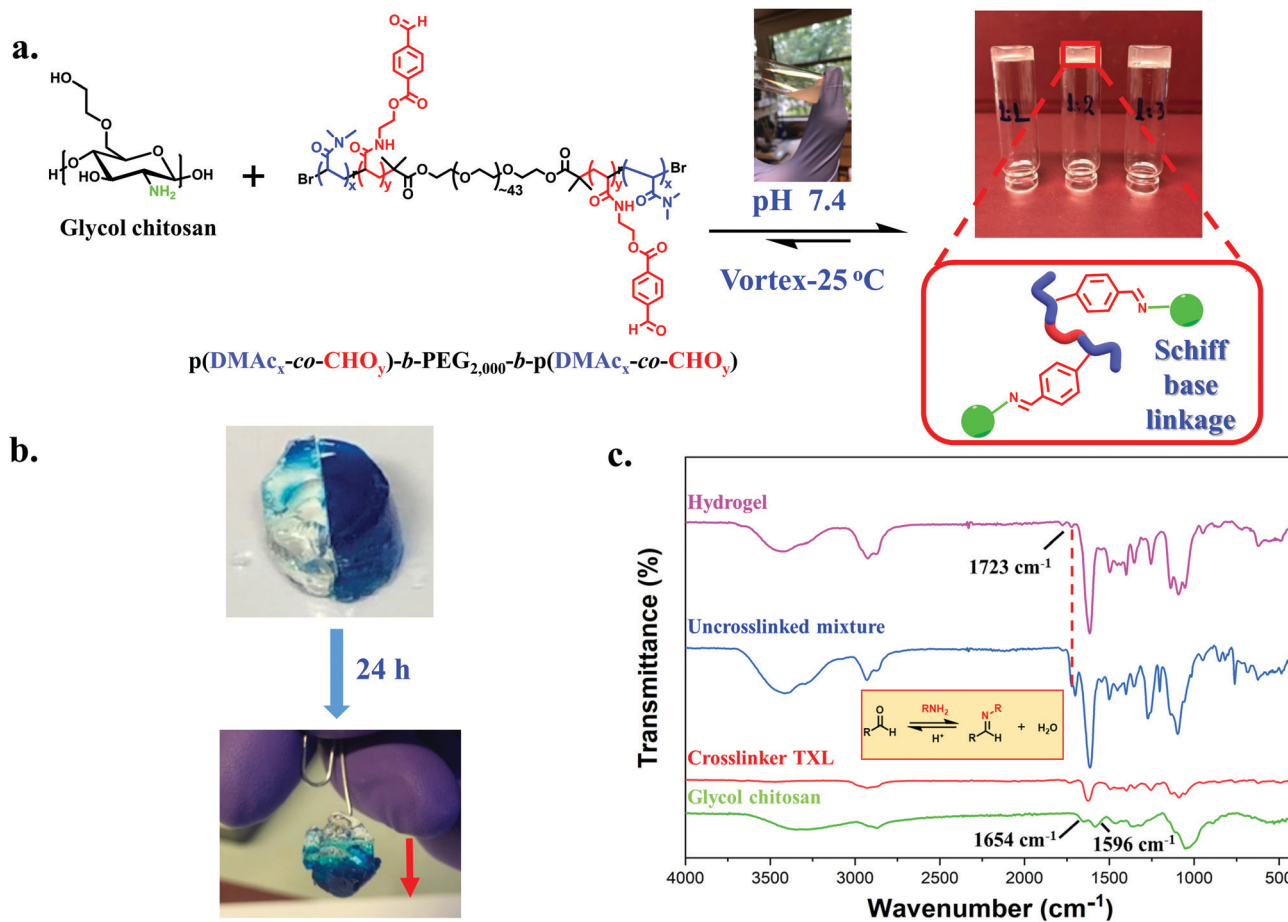 a.
HO
O
O
H
O
HO
NH₂
O
OH
Glycol chitosan
+
O
H
O
O
N
O
O
NH
Br
x
y
O
O
O
O
~43
O
O
O
y
x
Br
O
NH
O
N
O
O
O
H
p(DMAcₓ-co-CHOᵧ)-b-PEG₂,₀₀₀-b-p(DMAcₓ-co-CHOᵧ)
pH 7.4
Vortex-25 °C
1:1
1:2
1:3
N
N
Schiff
base
linkage
b.
24 h
c.
Transmittance (%)
Hydrogel
1723 cm⁻¹
Uncrosslinked mixture
O
R
H
RNH₂
H⁺
N
R
R
H
+
H₂O
Crosslinker TXL
Glycol chitosan
1654 cm⁻¹
1596 cm⁻¹
4000 3500 3000 2500 2000 1500 1000 500
Wavenumber (cm⁻¹)